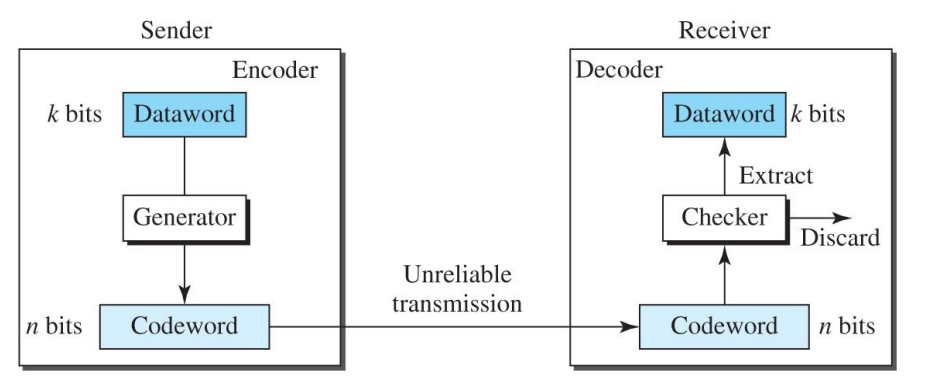 Sender
Receiver
Encoder
Decoder
k bits
Dataword
Dataword
k bits
Extract
Generator
Checker
Discard
Unreliable
transmission
n bits
Codeword
Codeword
n bits